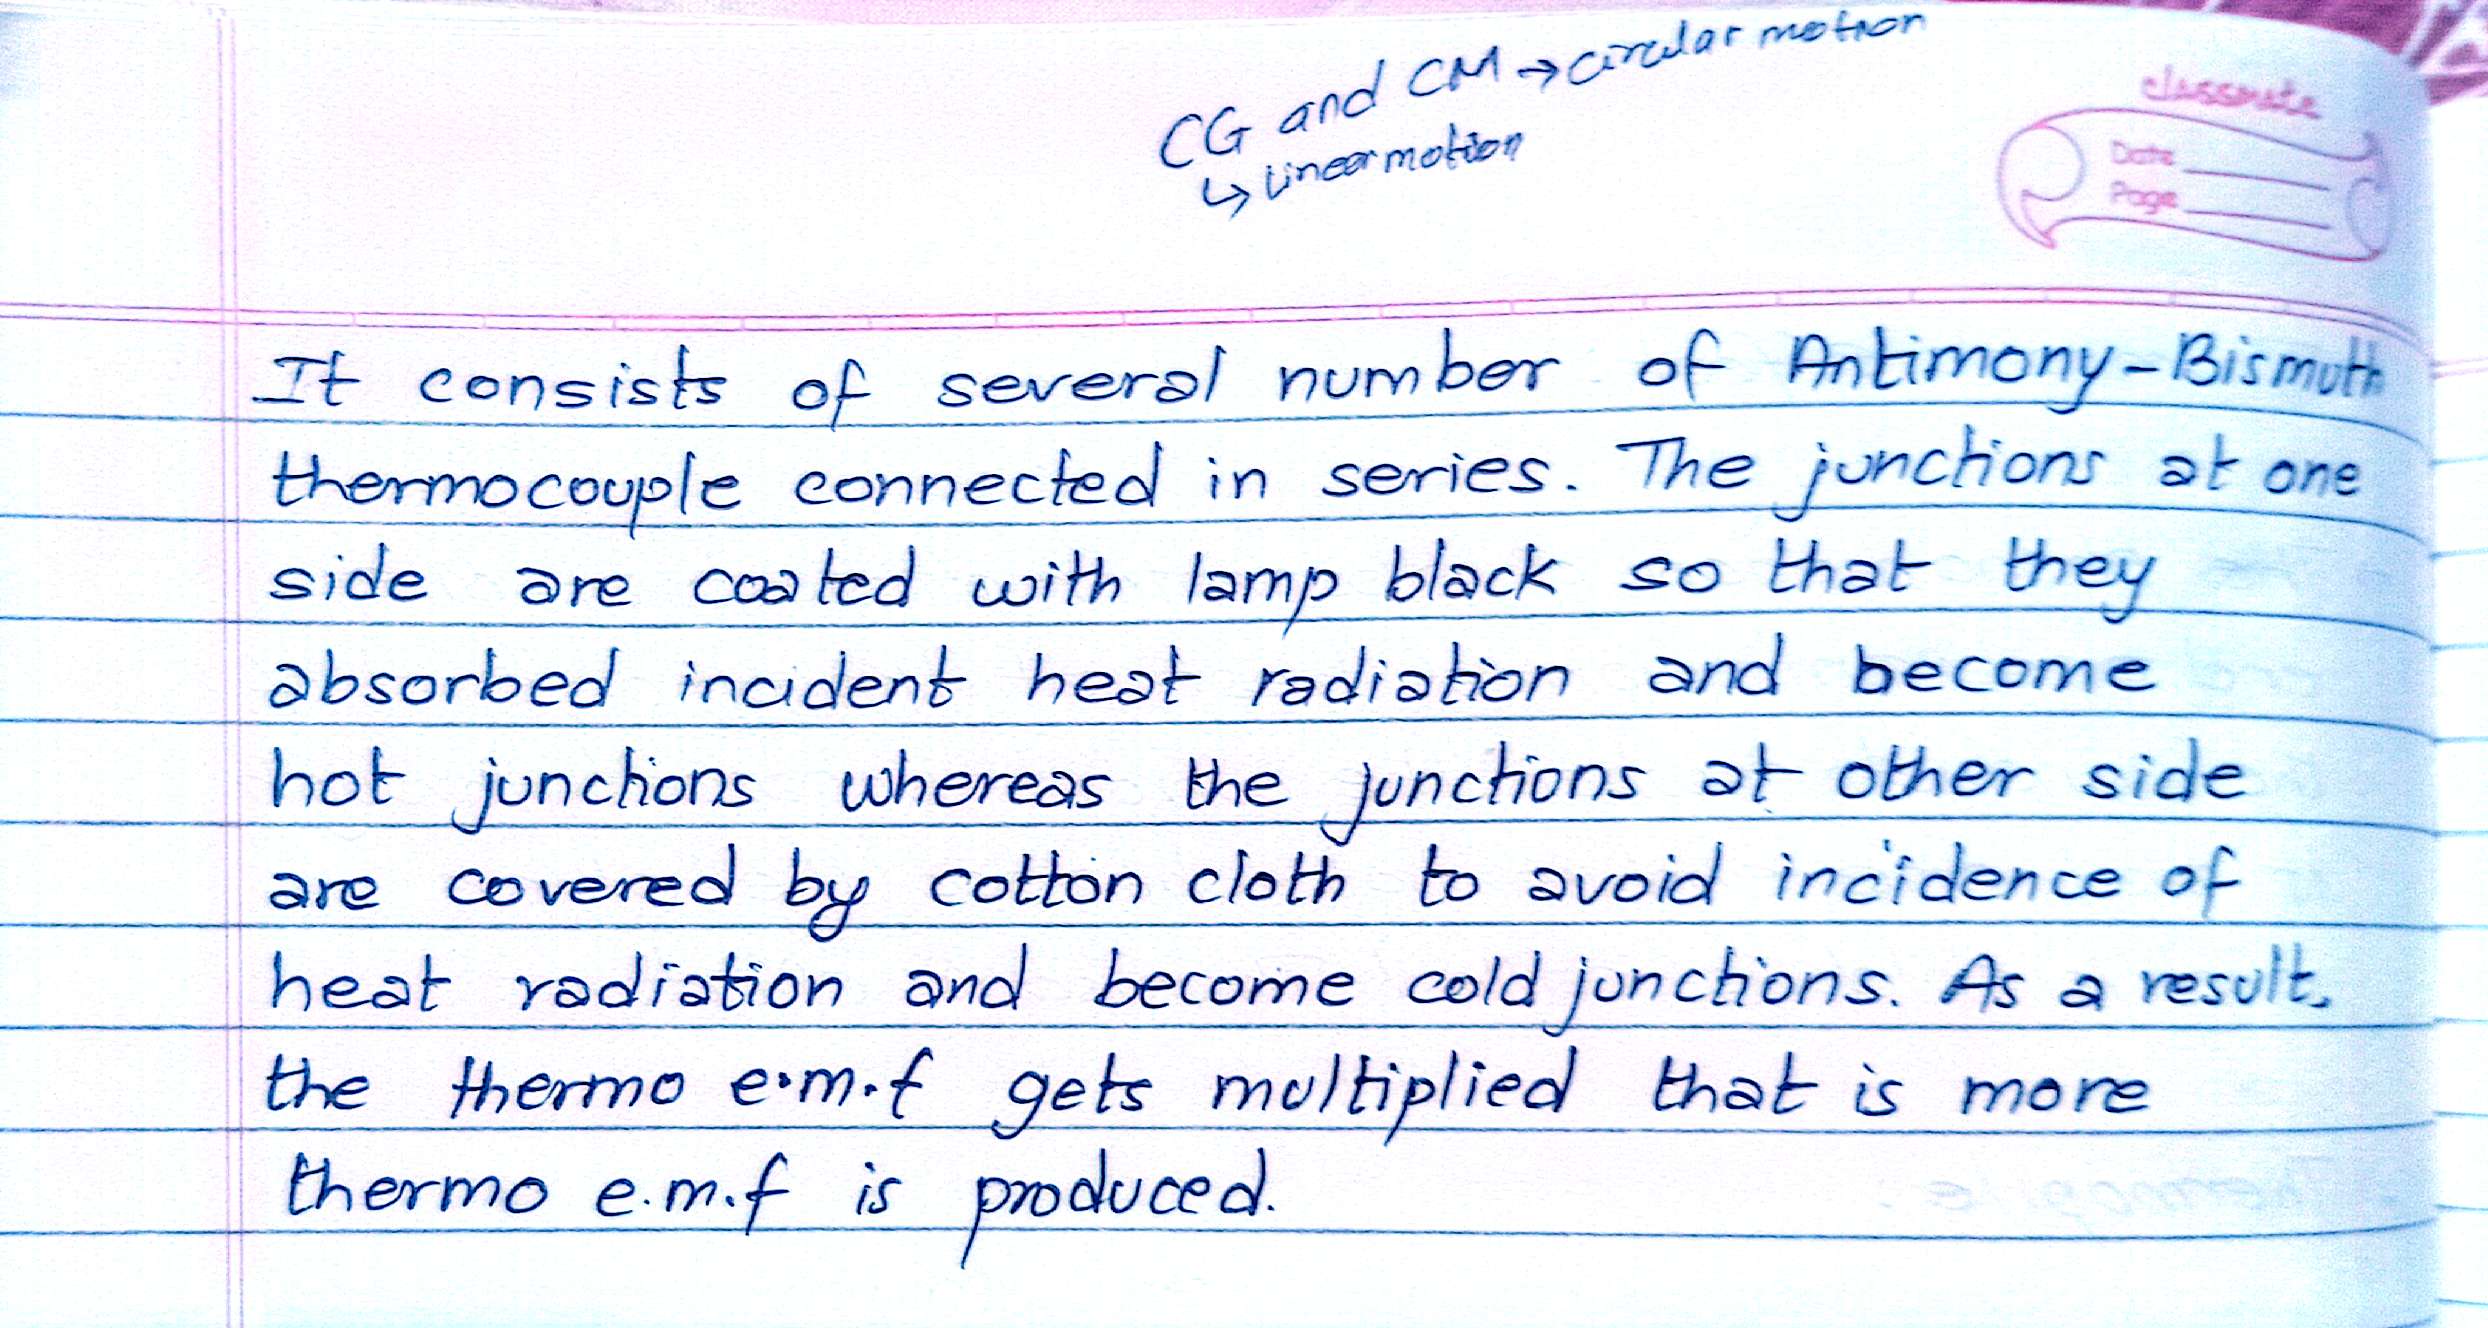 CG and CM → circular motion
↳ linear motion
classmate
Date
Page
It consists of several number of Antimony-Bismuth
thermocouple connected in series. The junctions at one
side are coated with lamp black so that they
absorbed incident heat radiation and become
hot junctions whereas the junctions at other side
are covered by cotton cloth to avoid incidence of
heat radiation and become cold junctions. As a result,
the thermo e.m.f gets multiplied that is more
thermo e.m.f is produced.